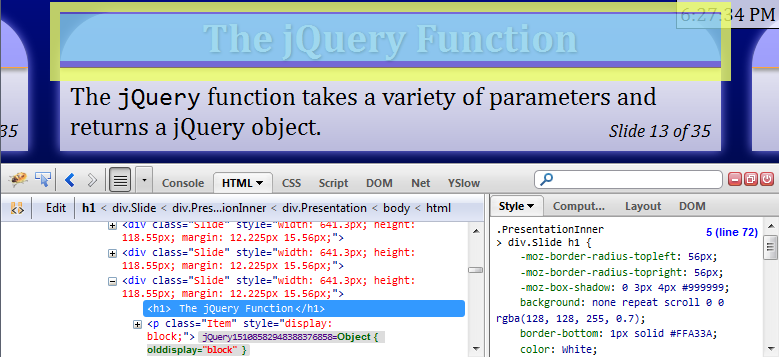 6:27:34 PM
The jQuery Function
The jQuery function takes a variety of parameters and
returns a jQuery object.
Slide 13 of 35
35
Console HTML CSS Script DOM Net YSlow
Edit h1 < div.Slide < div.Pres...ionInner < div.Presentation < body < html
<div class="Slide" style="width: 641.3px; height:
118.55px; margin: 12.225px 15.56px;">
<div class="Slide" style="width: 641.3px; height:
118.55px; margin: 12.225px 15.56px;">
<div class="Slide" style="width: 641.3px; height:
118.55px; margin: 12.225px 15.56px;">
<h1> The jQuery Function</h1>
<p class="Item" style="display:
block;"> jQuery15108582948388376858=Object {
olddisplay="block" }
Style Comput... Layout DOM
.PresentationInner 5 (line 72)
> div.Slide h1 {
-moz-border-radius-topleft: 56px;
-moz-border-radius-topright: 56px;
-moz-box-shadow: 0 3px 4px #999999;
background: none repeat scroll 0 0
rgba(128, 128, 255, 0.7);
border-bottom: 1px solid #FFA33A;
color: White;